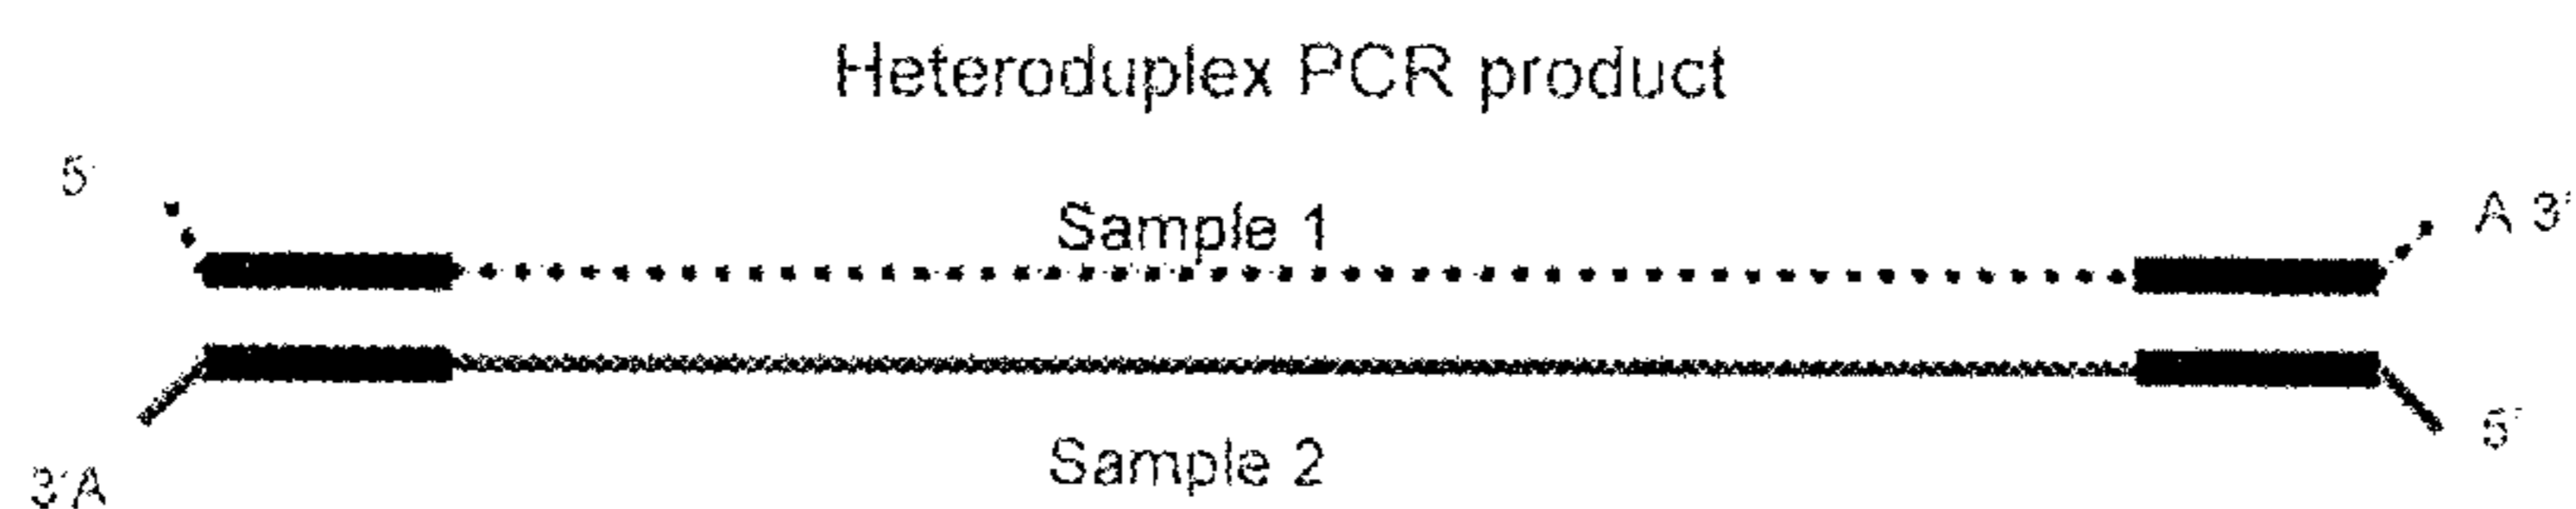 Heteroduplex PCR product
5'
Sample 1
A 3'
3'A
Sample 2
5'